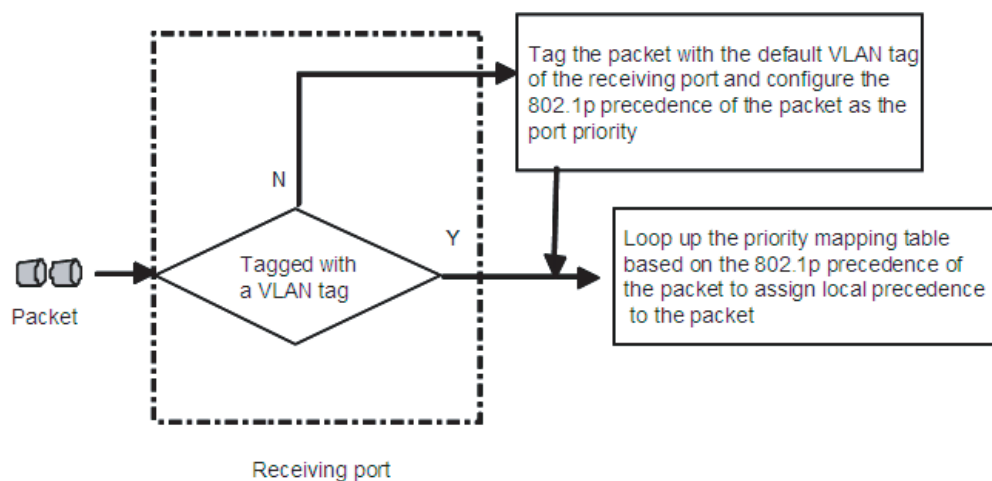 Tag the packet with the default VLAN tag
of the receiving port and configure the
802.1p precedence of the packet as the
port priority
N
Y
Tagged with
a VLAN tag
Loop up the priority mapping table
based on the 802.1p precedence of
the packet to assign local precedence
to the packet
Packet
Receiving port